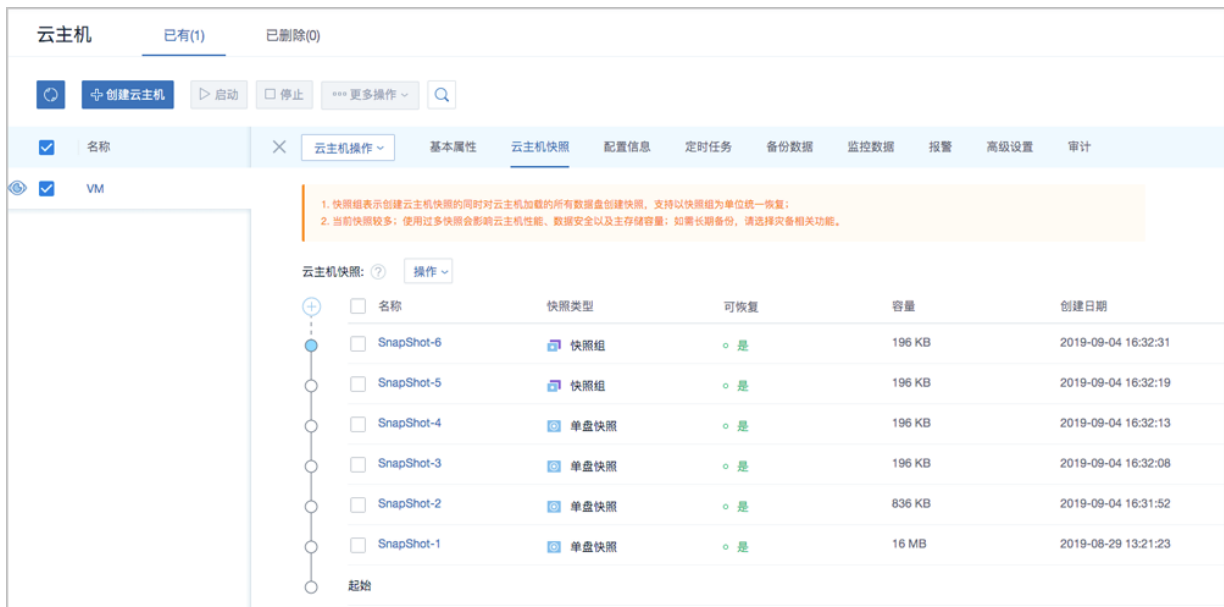 云主机 已有(1) 已删除(0)
创建云主机 启动 停止 更多操作
名称 云主机操作 基本属性 云主机快照 配置信息 定时任务 备份数据 监控数据 报警 高级设置 审计
VM
1. 快照组表示创建云主机快照的同时对云主机加载的所有数据盘创建快照，支持以快照组为单位统一恢复；
2. 当前快照较多；使用过多快照会影响云主机性能、数据安全以及主存储容量；如需长期备份，请选择灾备相关功能。
云主机快照: ? 操作
名称 快照类型 可恢复 容量 创建日期
SnapShot-6 快照组 是 196 KB 2019-09-04 16:32:31
SnapShot-5 快照组 是 196 KB 2019-09-04 16:32:19
SnapShot-4 单盘快照 是 196 KB 2019-09-04 16:32:13
SnapShot-3 单盘快照 是 196 KB 2019-09-04 16:32:08
SnapShot-2 单盘快照 是 836 KB 2019-09-04 16:31:52
SnapShot-1 单盘快照 是 16 MB 2019-08-29 13:21:23
起始